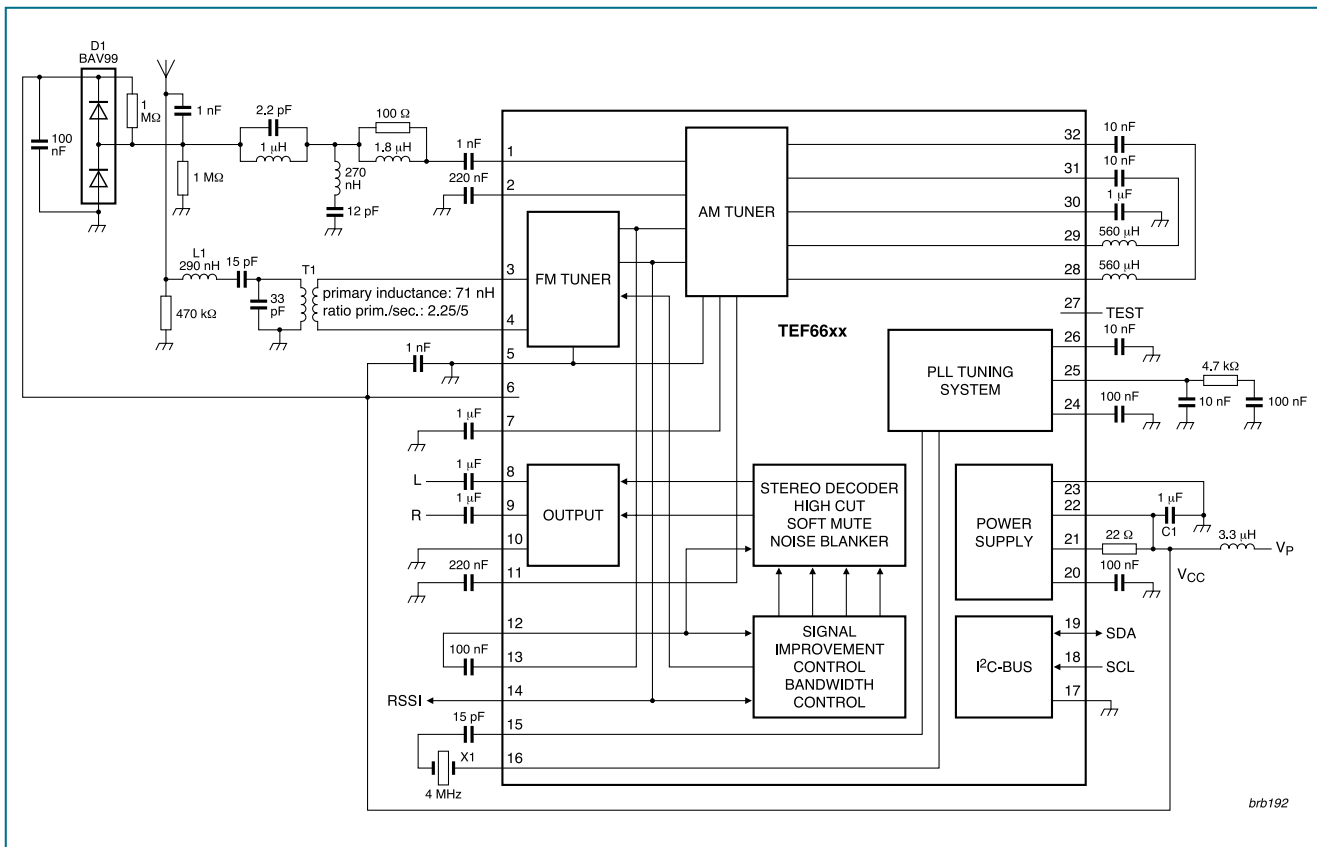 D1
BAV99
100
nF
1
MΩ
1 nF
1 MΩ
2.2 pF
1 μH
270
nH
12 pF
100 Ω
1.8 μH
1 nF
220 nF
L1
290 nH
15 pF
33
pF
T1
primary inductance: 71 nH
ratio prim./sec.: 2.25/5
470 kΩ
1 nF
1 μF
L
1 μF
R
1 μF
220 nF
100 nF
RSSI
15 pF
X1
4 MHz
1
2
3
4
5
6
7
8
9
10
11
12
13
14
15
16
FM TUNER
AM TUNER
TEF66xx
PLL TUNING
SYSTEM
OUTPUT
STEREO DECODER
HIGH CUT
SOFT MUTE
NOISE BLANKER
SIGNAL
IMPROVEMENT
CONTROL
BANDWIDTH
CONTROL
POWER
SUPPLY
I²C-BUS
32
31
30
29
28
27
26
25
24
23
22
21
20
19
18
17
10 nF
10 nF
1 μF
560 μH
560 μH
TEST
10 nF
4.7 kΩ
10 nF
100 nF
100 nF
1 μF
C1
22 Ω
3.3 μH
VP
VCC
100 nF
SDA
SCL
brb192